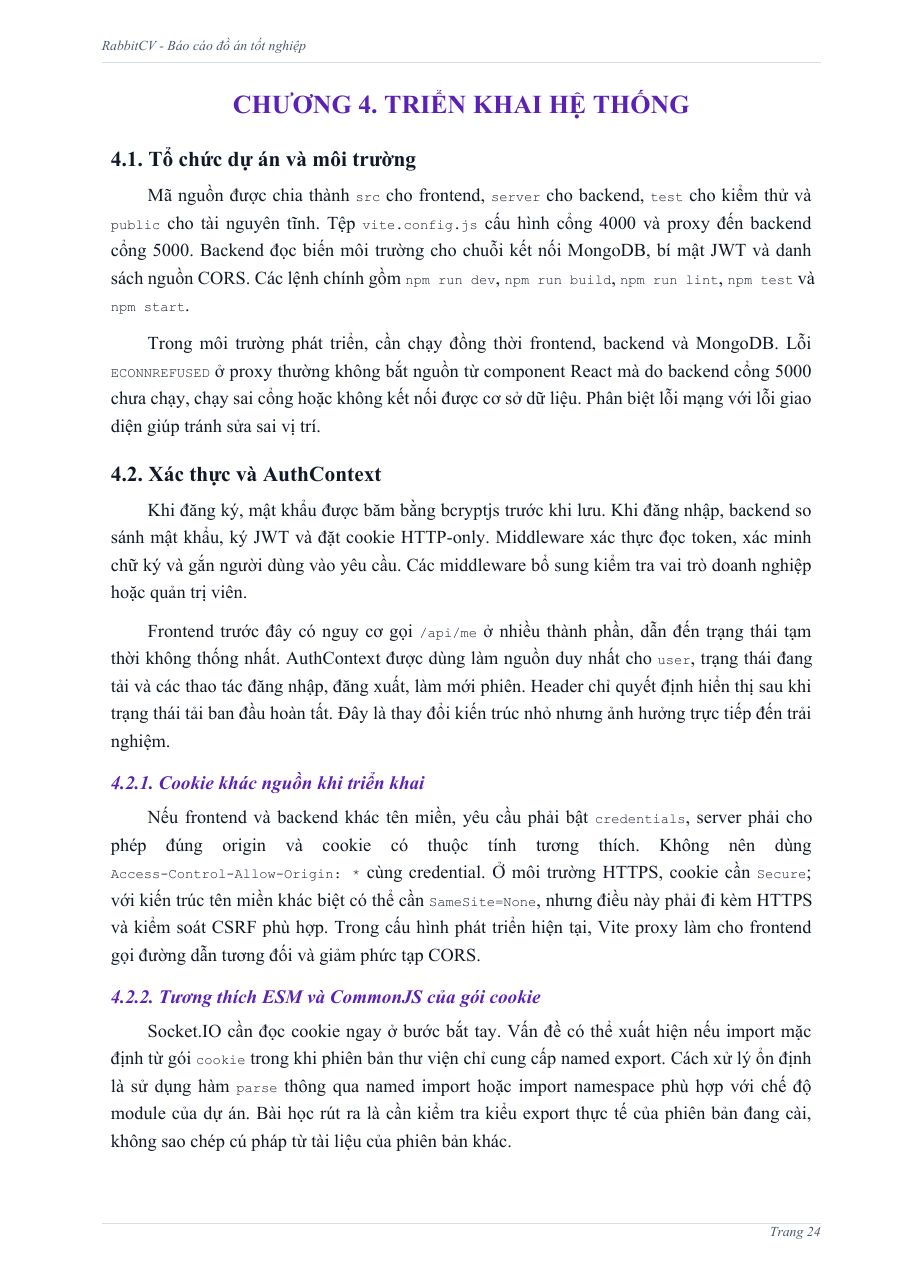 RabbitCV - Báo cáo đồ án tốt nghiệp
CHƯƠNG 4. TRIỂN KHAI HỆ THỐNG
4.1. Tổ chức dự án và môi trường
Mã nguồn được chia thành src cho frontend, server cho backend, test cho kiểm thử và
public cho tài nguyên tĩnh. Tệp vite.config.js cấu hình cổng 4000 và proxy đến backend
cổng 5000. Backend đọc biến môi trường cho chuỗi kết nối MongoDB, bí mật JWT và danh
sách nguồn CORS. Các lệnh chính gồm npm run dev, npm run build, npm run lint, npm test và
npm start.
Trong môi trường phát triển, cần chạy đồng thời frontend, backend và MongoDB. Lỗi
ECONNREFUSED ở proxy thường không bắt nguồn từ component React mà do backend cổng 5000
chưa chạy, chạy sai cổng hoặc không kết nối được cơ sở dữ liệu. Phân biệt lỗi mạng với lỗi giao
diện giúp tránh sửa sai vị trí.
4.2. Xác thực và AuthContext
Khi đăng ký, mật khẩu được băm bằng bcryptjs trước khi lưu. Khi đăng nhập, backend so
sánh mật khẩu, ký JWT và đặt cookie HTTP-only. Middleware xác thực đọc token, xác minh
chữ ký và gắn người dùng vào yêu cầu. Các middleware bổ sung kiểm tra vai trò doanh nghiệp
hoặc quản trị viên.
Frontend trước đây có nguy cơ gọi /api/me ở nhiều thành phần, dẫn đến trạng thái tạm
thời không thống nhất. AuthContext được dùng làm nguồn duy nhất cho user, trạng thái đang
tải và các thao tác đăng nhập, đăng xuất, làm mới phiên. Header chỉ quyết định hiển thị sau khi
trạng thái tải ban đầu hoàn tất. Đây là thay đổi kiến trúc nhỏ nhưng ảnh hưởng trực tiếp đến trải
nghiệm.
4.2.1. Cookie khác nguồn khi triển khai
Nếu frontend và backend khác tên miền, yêu cầu phải bật credentials, server phải cho
phép đúng origin và cookie có thuộc tính tương thích. Không nên dùng
Access-Control-Allow-Origin: * cùng credential. Ở môi trường HTTPS, cookie cần Secure;
với kiến trúc tên miền khác biệt có thể cần SameSite=None, nhưng điều này phải đi kèm HTTPS
và kiểm soát CSRF phù hợp. Trong cấu hình phát triển hiện tại, Vite proxy làm cho frontend
gọi đường dẫn tương đối và giảm phức tạp CORS.
4.2.2. Tương thích ESM và CommonJS của gói cookie
Socket.IO cần đọc cookie ngay ở bước bắt tay. Vấn đề có thể xuất hiện nếu import mặc
định từ gói cookie trong khi phiên bản thư viện chỉ cung cấp named export. Cách xử lý ổn định
là sử dụng hàm parse thông qua named import hoặc import namespace phù hợp với chế độ
module của dự án. Bài học rút ra là cần kiểm tra kiểu export thực tế của phiên bản đang cài,
không sao chép cú pháp từ tài liệu của phiên bản khác.
Trang 24